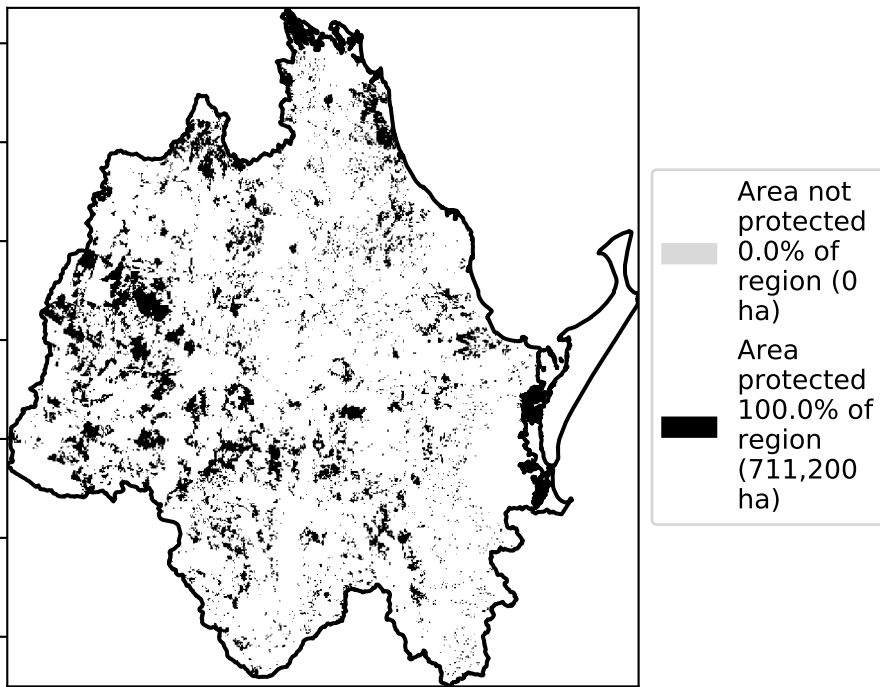 Area not
protected
0.0% of
region (0
ha)
Area
protected
100.0% of
region
(711,200
ha)